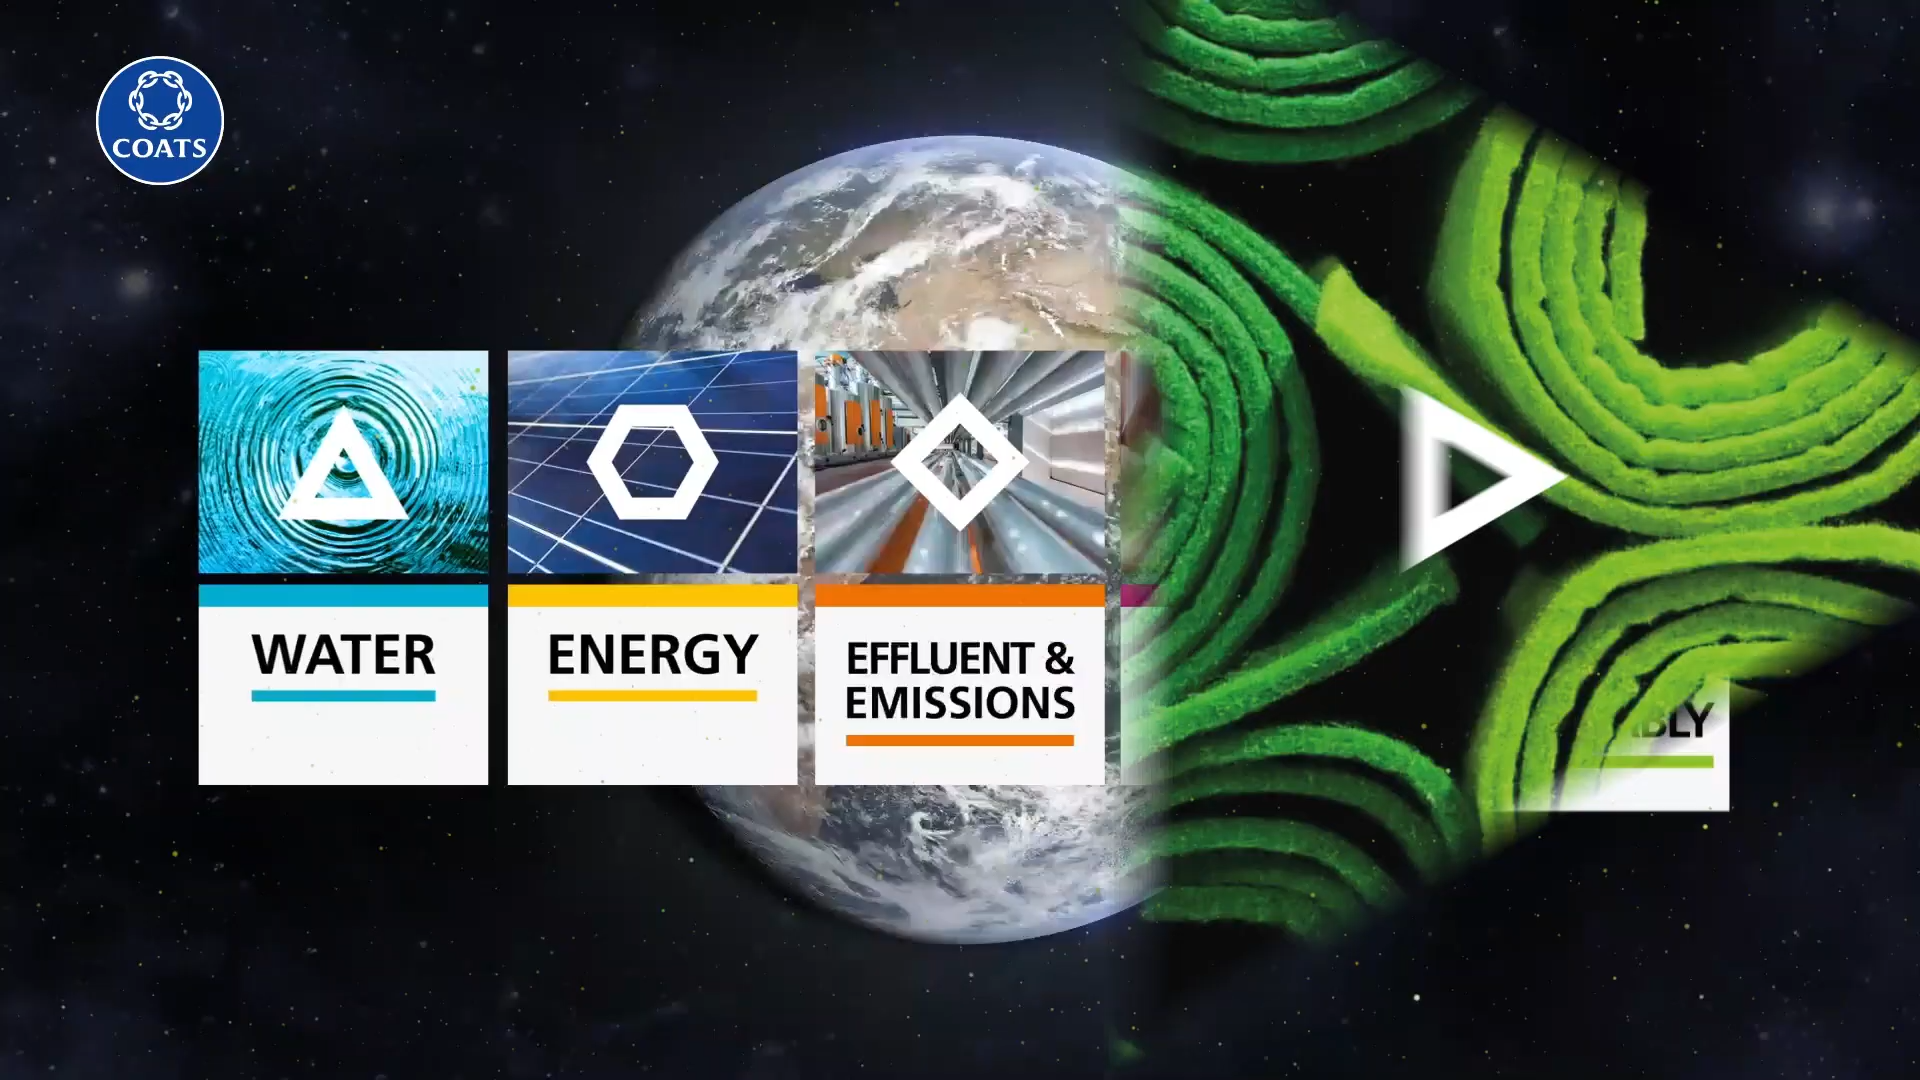 COATS
WATER
ENERGY
EFFLUENT &
EMISSIONS